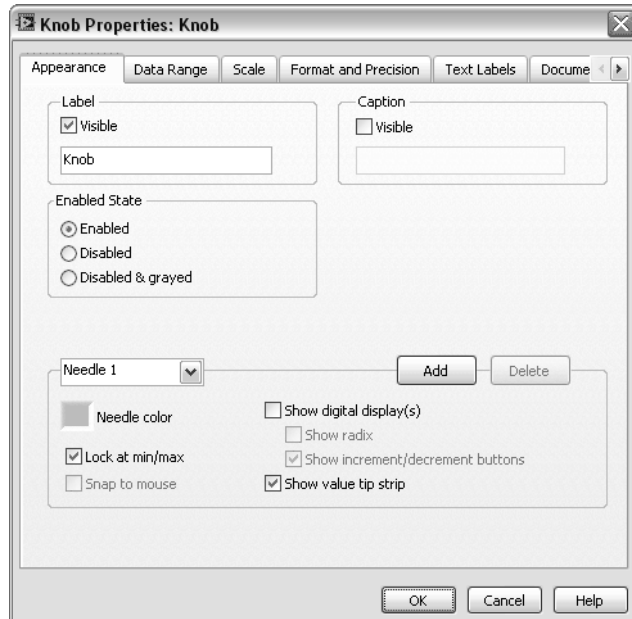 Knob Properties: Knob
Appearance
Data Range
Scale
Format and Precision
Text Labels
Docume
Label
Visible
Knob
Caption
Visible
Enabled State
Enabled
Disabled
Disabled & grayed
Needle 1
Add
Delete
Needle color
Lock at min/max
Snap to mouse
Show digital display(s)
Show radix
Show increment/decrement buttons
Show value tip strip
OK
Cancel
Help